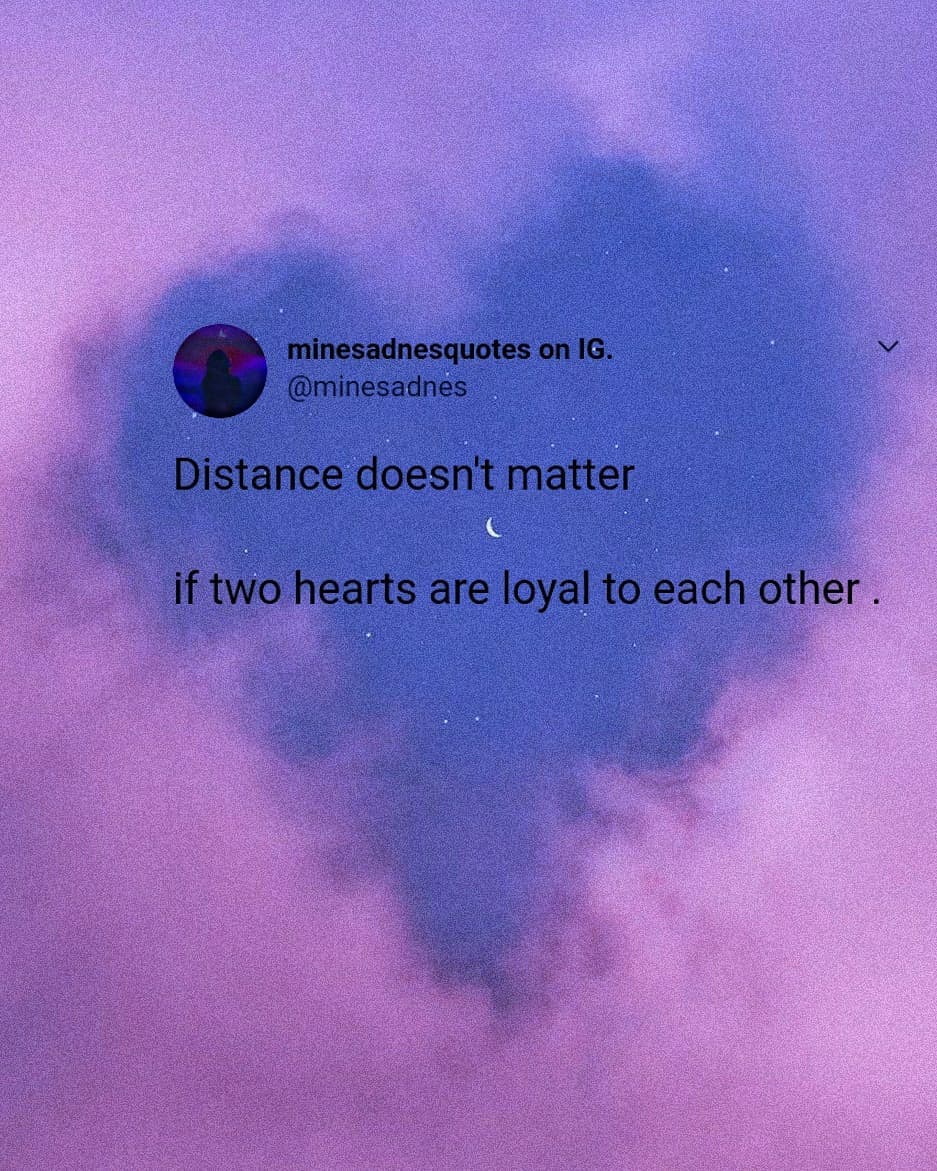 minesadnesquotes on IG.
@minesadnes
Distance doesn't matter
if two hearts are loyal to each other .